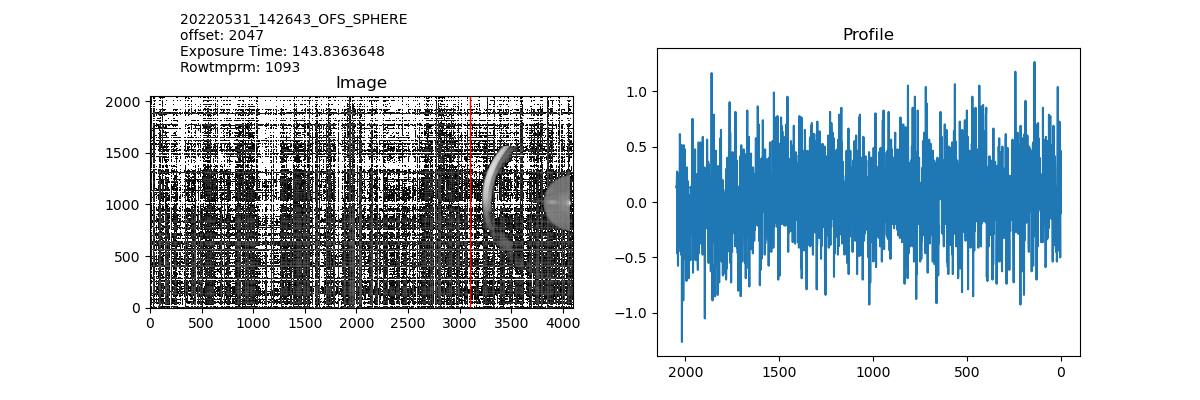 20220531_142643_OFS_SPHERE
offset: 2047
Exposure Time: 143.8363648
Rowtmprm: 1093
Image
2000
1500
1000
500
0
0 500 1000 1500 2000 2500 3000 3500 4000
Profile
1.0
0.5
0.0
−0.5
−1.0
2000 1500 1000 500 0